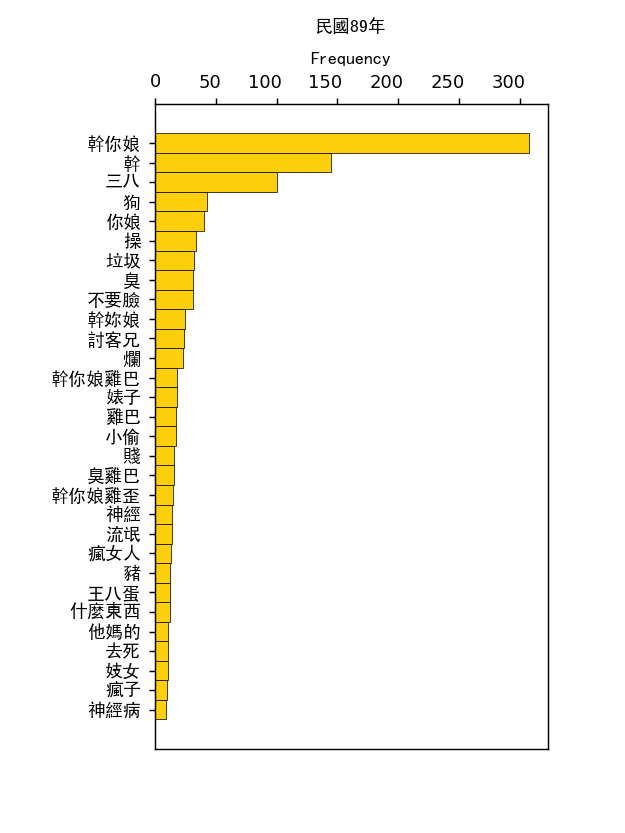 民國89年
Frequency
0 50 100 150 200 250 300
幹你娘
幹
三八
狗
你娘
操
垃圾
臭
不要臉
幹妳娘
討客兄
爛
幹你娘雞巴
婊子
雞巴
小偷
賤
臭雞巴
幹你娘雞歪
神經
流氓
瘋女人
豬
王八蛋
什麼東西
他媽的
去死
妓女
瘋子
神經病